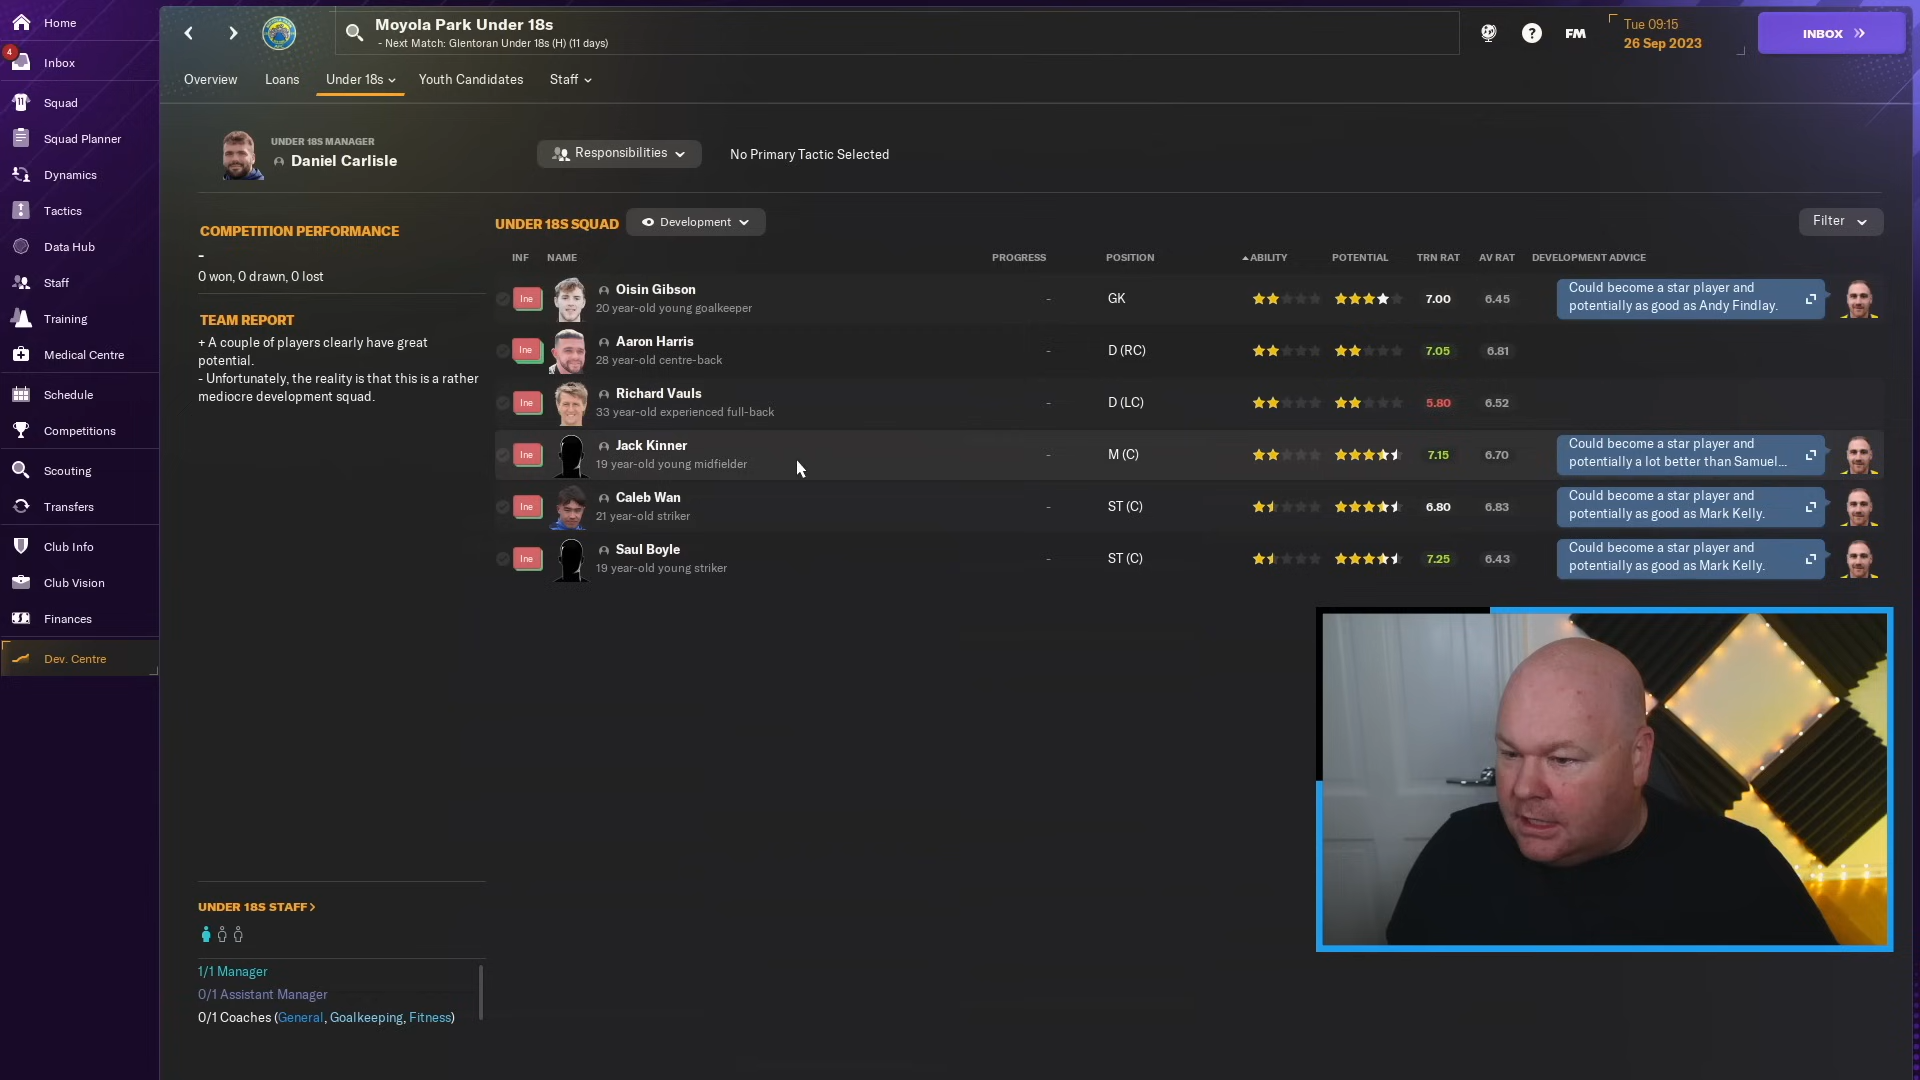 Home
Moyola Park Under 18s
- Next Match: Glentoran Under 18s (H) (11 days)
FM
Tue 09:15
26 Sep 2023
INBOX
4
Inbox
Squad
Squad Planner
Dynamics
Tactics
Data Hub
Staff
Training
Medical Centre
Schedule
Competitions
Scouting
Transfers
Club Info
Club Vision
Finances
Dev. Centre
Overview
Loans
Under 18s
Youth Candidates
Staff
UNDER 18S MANAGER
Daniel Carlisle
Responsibilities
No Primary Tactic Selected
COMPETITION PERFORMANCE
-
0 won, 0 drawn, 0 lost
TEAM REPORT
+ A couple of players clearly have great
potential.
- Unfortunately, the reality is that this is a rather
mediocre development squad.
UNDER 18S SQUAD
Development
Filter
INF NAME PROGRESS POSITION ABILITY POTENTIAL TRN RAT AV RAT DEVELOPMENT ADVICE
Ine Oisin Gibson - GK 7.00 6.45
20 year-old young goalkeeper
Could become a star player and
potentially as good as Andy Findlay.
Ine Aaron Harris - D (RC) 7.05 6.81
28 year-old centre-back
Ine Richard Vauls - D (LC) 5.80 6.52
33 year-old experienced full-back
Ine Jack Kinner - M (C) 7.15 6.70
19 year-old young midfielder
Could become a star player and
potentially a lot better than Samuel...
Ine Caleb Wan - ST (C) 6.80 6.83
21 year-old striker
Could become a star player and
potentially as good as Mark Kelly.
Ine Saul Boyle - ST (C) 7.25 6.43
19 year-old young striker
Could become a star player and
potentially as good as Mark Kelly.
UNDER 18S STAFF >
1/1 Manager
0/1 Assistant Manager
0/1 Coaches (General, Goalkeeping, Fitness)